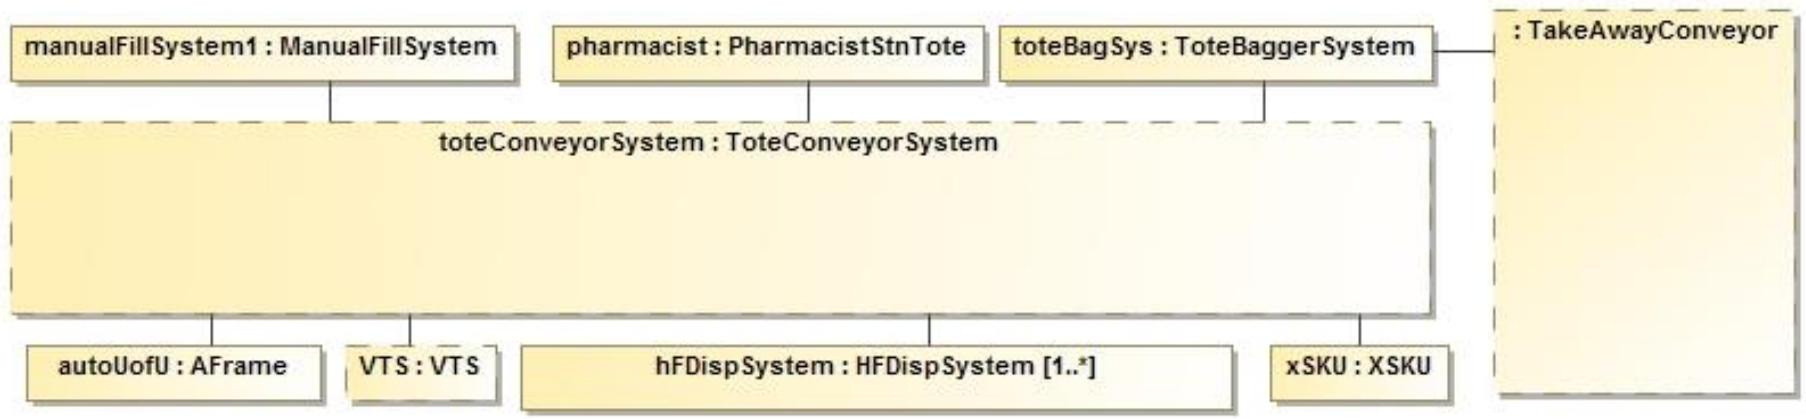 manualFillSystem1 : ManualFillSystem
pharmacist : PharmacistStnTote
toteBagSys : ToteBaggerSystem
: TakeAwayConveyor
toteConveyorSystem : ToteConveyorSystem
autoUofU : AFrame
VTS : VTS
hFDispSystem : HFDispSystem [1..*]
xSKU : XSKU